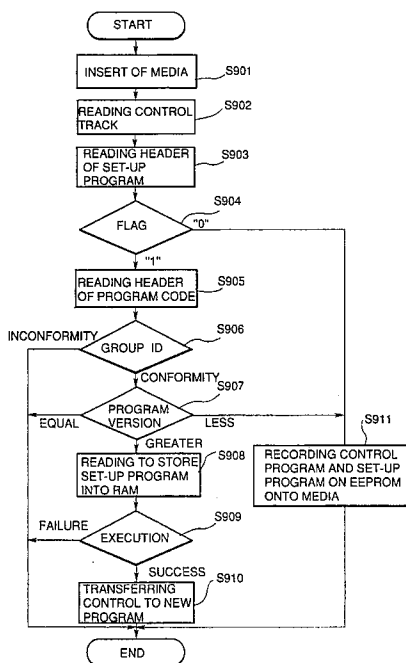 START
INSERT OF MEDIA
S901
READING CONTROL
TRACK
S902
READING HEADER
OF SET-UP
PROGRAM
S903
FLAG
S904
"0"
"1"
READING HEADER
OF PROGRAM CODE
S905
INCONFORMITY
GROUP ID
S906
CONFORMITY
PROGRAM
VERSION
S907
EQUAL
LESS
GREATER
READING TO STORE
SET-UP PROGRAM
INTO RAM
S908
S911
RECORDING CONTROL
PROGRAM AND SET-UP
PROGRAM ON EEPROM
ONTO MEDIA
FAILURE
EXECUTION
S909
SUCCESS
TRANSFERRING
CONTROL TO NEW
PROGRAM
S910
END